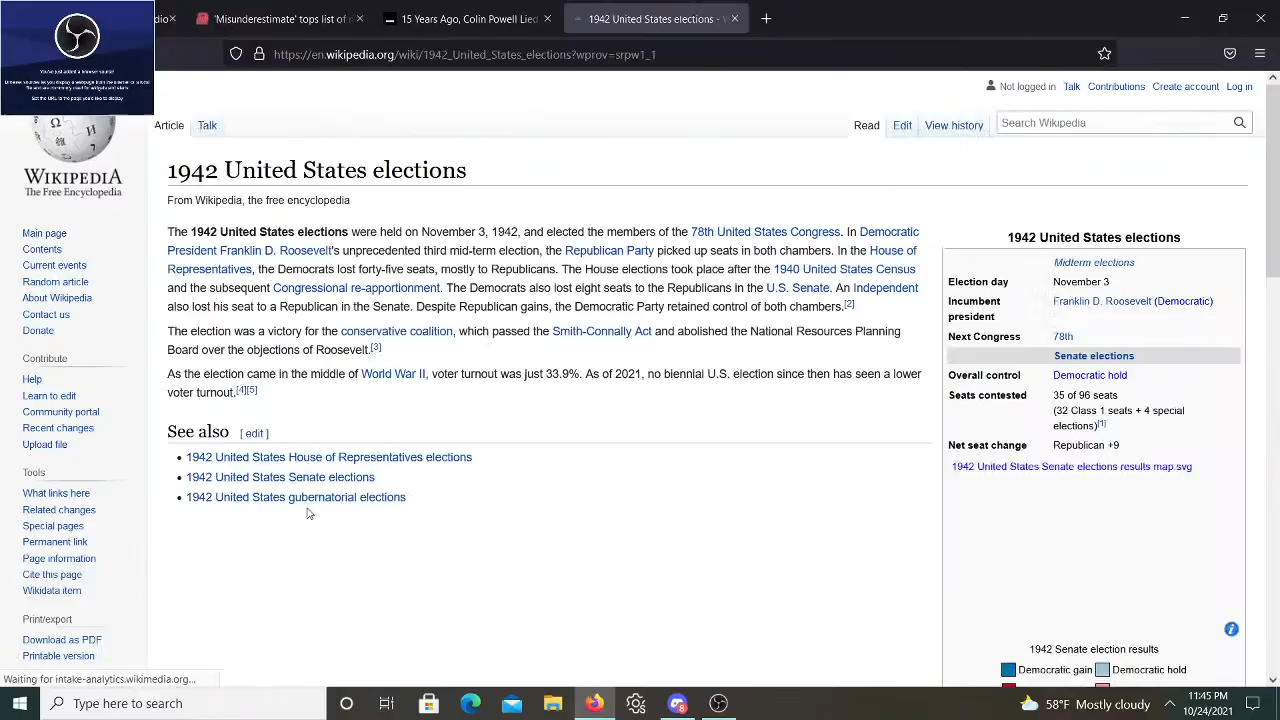 dio ×
'Misunderestimate' tops list of n ×
15 Years Ago, Colin Powell Lied ×
1942 United States elections - W ×
+
https://en.wikipedia.org/wiki/1942_United_States_elections?wprov=srpw1_1
You've just added a browser source!
Not logged in Talk Contributions Create account Log in
WIKIPEDIA
The Free Encyclopedia
Main page
Contents
Current events
Random article
About Wikipedia
Contact us
Donate
Contribute
Help
Learn to edit
Community portal
Recent changes
Upload file
Tools
What links here
Related changes
Special pages
Permanent link
Page information
Cite this page
Wikidata item
Print/export
Download as PDF
Printable version
Article Talk
Read Edit View history Search Wikipedia
1942 United States elections
From Wikipedia, the free encyclopedia
The 1942 United States elections were held on November 3, 1942, and elected the members of the 78th United States Congress. In Democratic
President Franklin D. Roosevelt's unprecedented third mid-term election, the Republican Party picked up seats in both chambers. In the House of
Representatives, the Democrats lost forty-five seats, mostly to Republicans. The House elections took place after the 1940 United States Census
and the subsequent Congressional re-apportionment. The Democrats also lost eight seats to the Republicans in the U.S. Senate. An Independent
also lost his seat to a Republican in the Senate. Despite Republican gains, the Democratic Party retained control of both chambers.[2]
The election was a victory for the conservative coalition, which passed the Smith-Connally Act and abolished the National Resources Planning
Board over the objections of Roosevelt.[3]
As the election came in the middle of World War II, voter turnout was just 33.9%. As of 2021, no biennial U.S. election since then has seen a lower
voter turnout.[4][5]
See also [ edit ]
• 1942 United States House of Representatives elections
• 1942 United States Senate elections
• 1942 United States gubernatorial elections
1942 United States elections
Midterm elections
Election day November 3
Incumbent Franklin D. Roosevelt (Democratic)
president
Next Congress 78th
Senate elections
Overall control Democratic hold
Seats contested 35 of 96 seats
(32 Class 1 seats + 4 special
elections)[1]
Net seat change Republican +9
1942 United States Senate elections results map.svg
1942 Senate election results
Democratic gain Democratic hold
Waiting for intake-analytics.wikimedia.org...
Type here to search
58°F Mostly cloudy
11:45 PM
10/24/2021